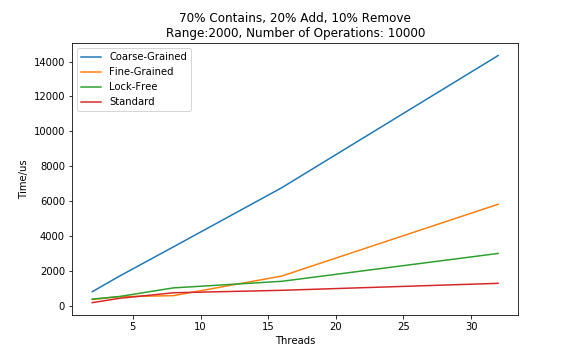 70% Contains, 20% Add, 10% Remove
Range:2000, Number of Operations: 10000
Coarse-Grained
Fine-Grained
Lock-Free
Standard
14000
12000
10000
8000
6000
4000
2000
0
Time/us
5
10
15
20
25
30
Threads